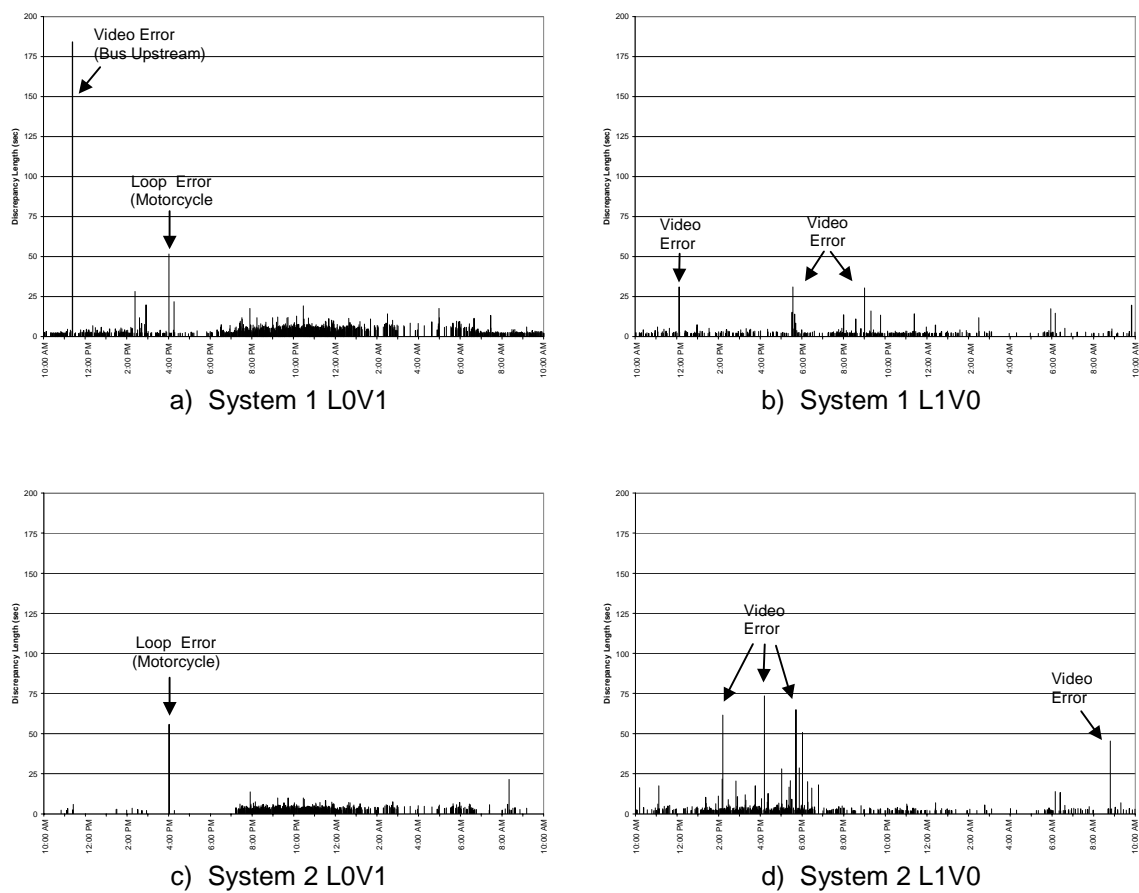 200
175
150
125
100
75
50
25
0
Discrepancy Length (sec)
Video Error
(Bus Upstream)
Loop Error
(Motorcycle
10:00 AM
12:00 PM
2:00 PM
4:00 PM
6:00 PM
8:00 PM
10:00 PM
12:00 AM
2:00 AM
4:00 AM
6:00 AM
8:00 AM
10:00 AM
a) System 1 L0V1
200
175
150
125
100
75
50
25
0
Discrepancy Length (sec)
Video
Error
Video
Error
10:00 AM
12:00 PM
2:00 PM
4:00 PM
6:00 PM
8:00 PM
10:00 PM
12:00 AM
2:00 AM
4:00 AM
6:00 AM
8:00 AM
10:00 AM
b) System 1 L1V0
200
175
150
125
100
75
50
25
0
Discrepancy Length (sec)
Loop Error
(Motorcycle)
10:00 AM
12:00 PM
2:00 PM
4:00 PM
6:00 PM
8:00 PM
10:00 PM
12:00 AM
2:00 AM
4:00 AM
6:00 AM
8:00 AM
10:00 AM
c) System 2 L0V1
200
175
150
125
100
75
50
25
0
Discrepancy Length (sec)
Video
Error
Video
Error
10:00 AM
12:00 PM
2:00 PM
4:00 PM
6:00 PM
8:00 PM
10:00 PM
12:00 AM
2:00 AM
4:00 AM
6:00 AM
8:00 AM
10:00 AM
d) System 2 L1V0